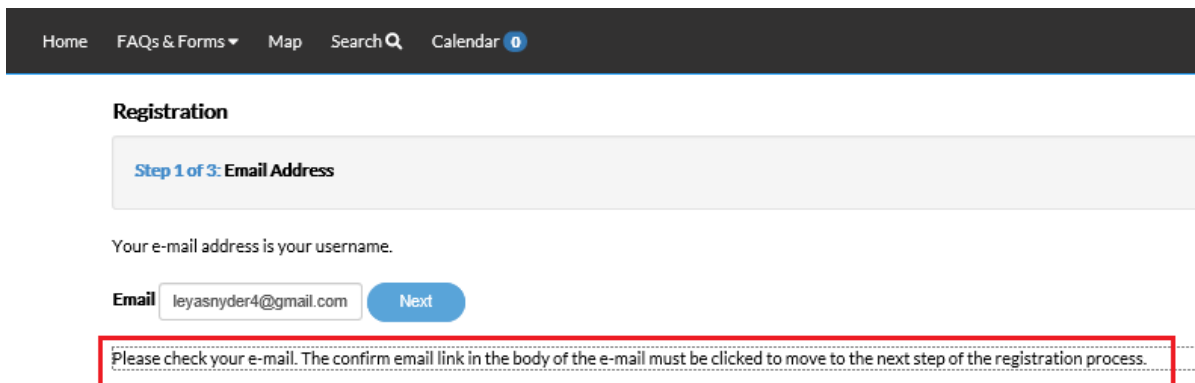 Home FAQs & Forms Map Search Calendar 0
Registration
Step 1 of 3: Email Address
Your e-mail address is your username.
Email leyasnyder4@gmail.com Next
Please check your e-mail. The confirm email link in the body of the e-mail must be clicked to move to the next step of the registration process.